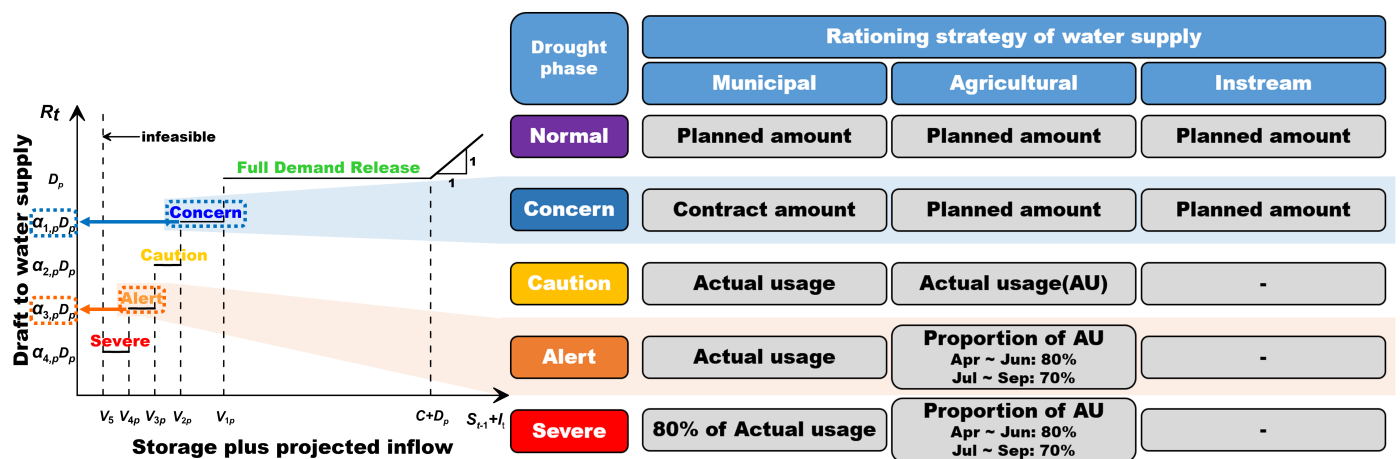 Rt
Draft to water supply
infeasible
Full Demand Release
1
1
Dp
Concern
α1,pDp
Caution
α2,pDp
Alert
α3,pDp
Severe
α4,pDp
V5
V4p
V3p
V2p
V1p
C+Dp
St-1+It
Storage plus projected inflow
Drought
phase
Rationing strategy of water supply
Municipal
Agricultural
Instream
Normal
Planned amount
Planned amount
Planned amount
Concern
Contract amount
Planned amount
Planned amount
Caution
Actual usage
Actual usage(AU)
-
Alert
Actual usage
Proportion of AU
Apr ~ Jun: 80%
Jul ~ Sep: 70%
-
Severe
80% of Actual usage
Proportion of AU
Apr ~ Jun: 80%
Jul ~ Sep: 70%
-